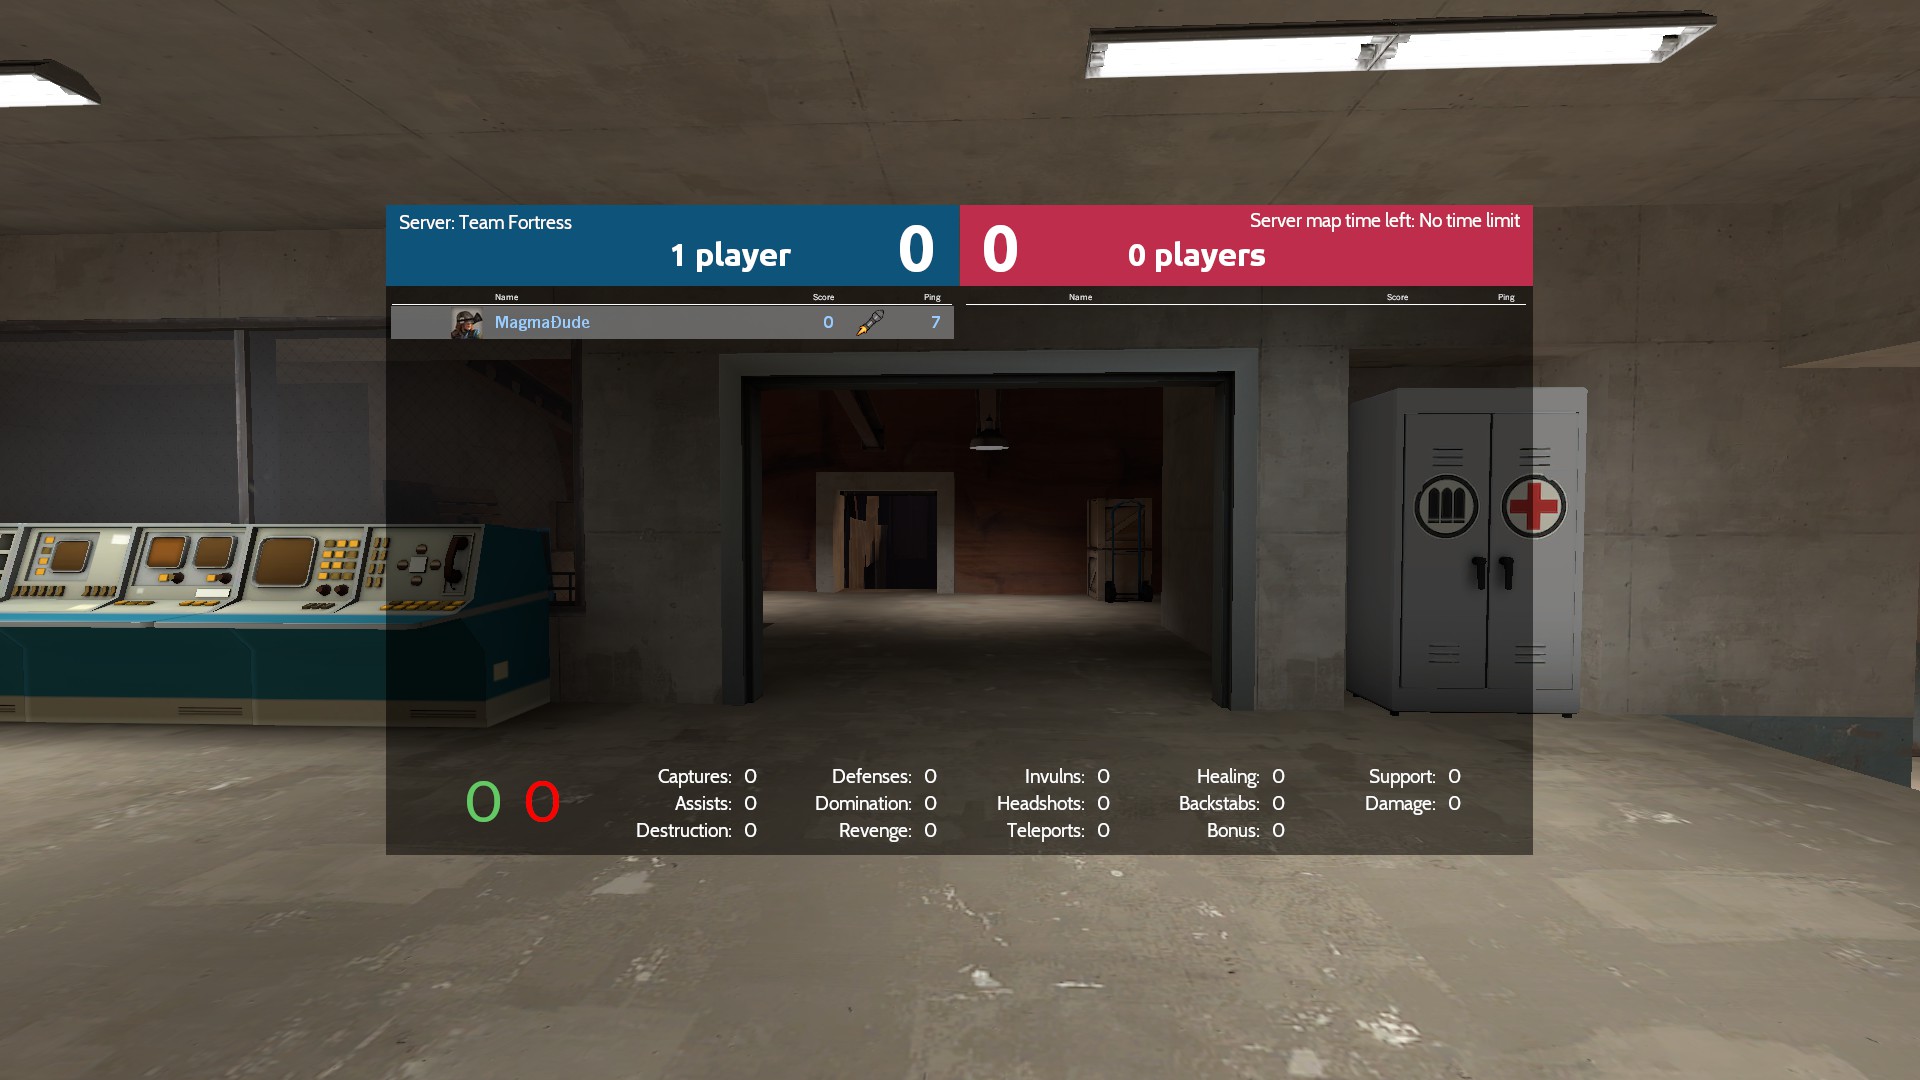 Server: Team Fortress
1 player 0
Server map time left: No time limit
0 0 players
Name Score Ping
MagmaĐude 0 7
Name Score Ping
0 0
Captures: 0
Assists: 0
Destruction: 0
Defenses: 0
Domination: 0
Revenge: 0
Invulns: 0
Headshots: 0
Teleports: 0
Healing: 0
Backstabs: 0
Bonus: 0
Support: 0
Damage: 0